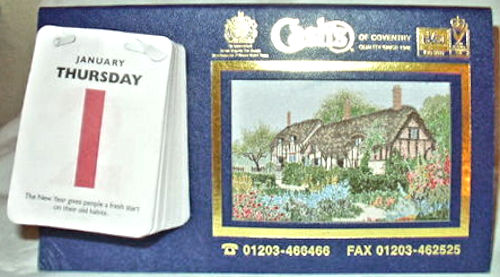 JANUARY
THURSDAY
1
The New Year gives people a fresh start
on their old habits.
Cash's
OF COVENTRY
QUALITY SINCE 1846
☎ 01203-466466 FAX 01203-462525